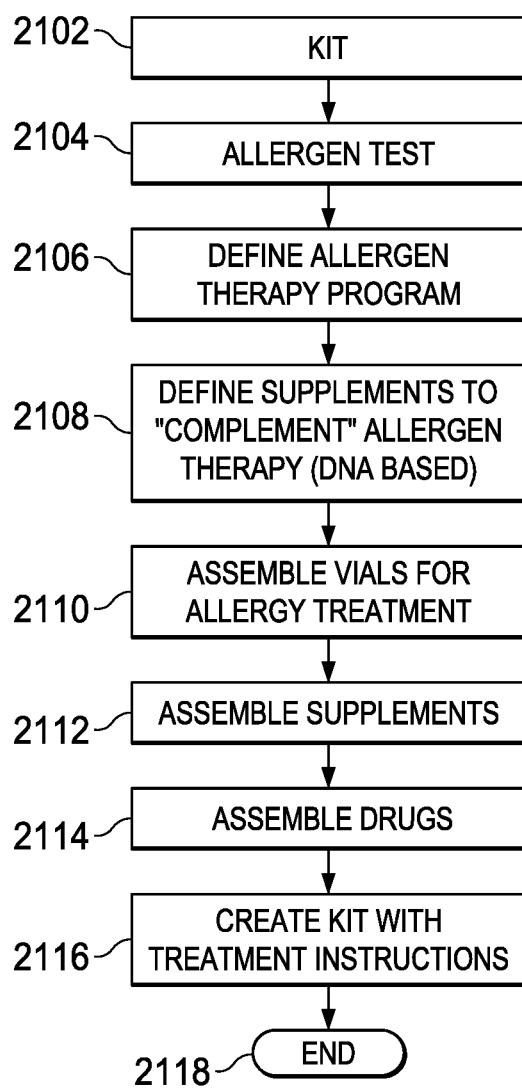 2102
KIT
2104
ALLERGEN TEST
2106
DEFINE ALLERGEN
THERAPY PROGRAM
2108
DEFINE SUPPLEMENTS TO
"COMPLEMENT" ALLERGEN
THERAPY (DNA BASED)
2110
ASSEMBLE VIALS FOR
ALLERGY TREATMENT
2112
ASSEMBLE SUPPLEMENTS
2114
ASSEMBLE DRUGS
2116
CREATE KIT WITH
TREATMENT INSTRUCTIONS
2118
END